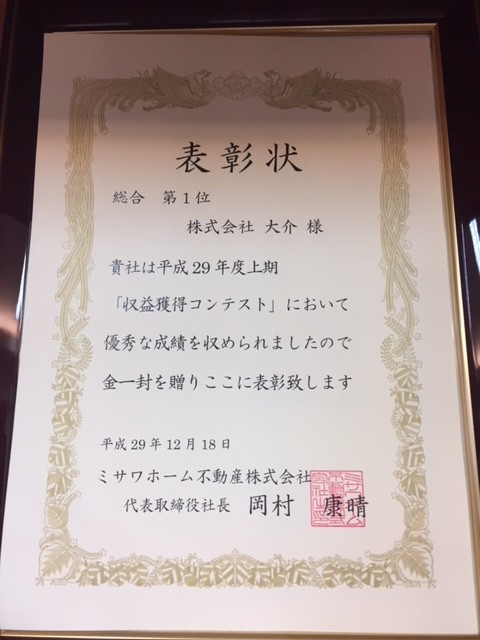 表彰状
総合 第1位
株式会社 大介 様
貴社は平成29年度上期
「収益獲得コンテスト」において
優秀な成績を収められましたので
金一封を贈りここに表彰致します
平成29年12月18日
ミサワホーム不動産株式会社
代表取締役社長 岡村 康晴